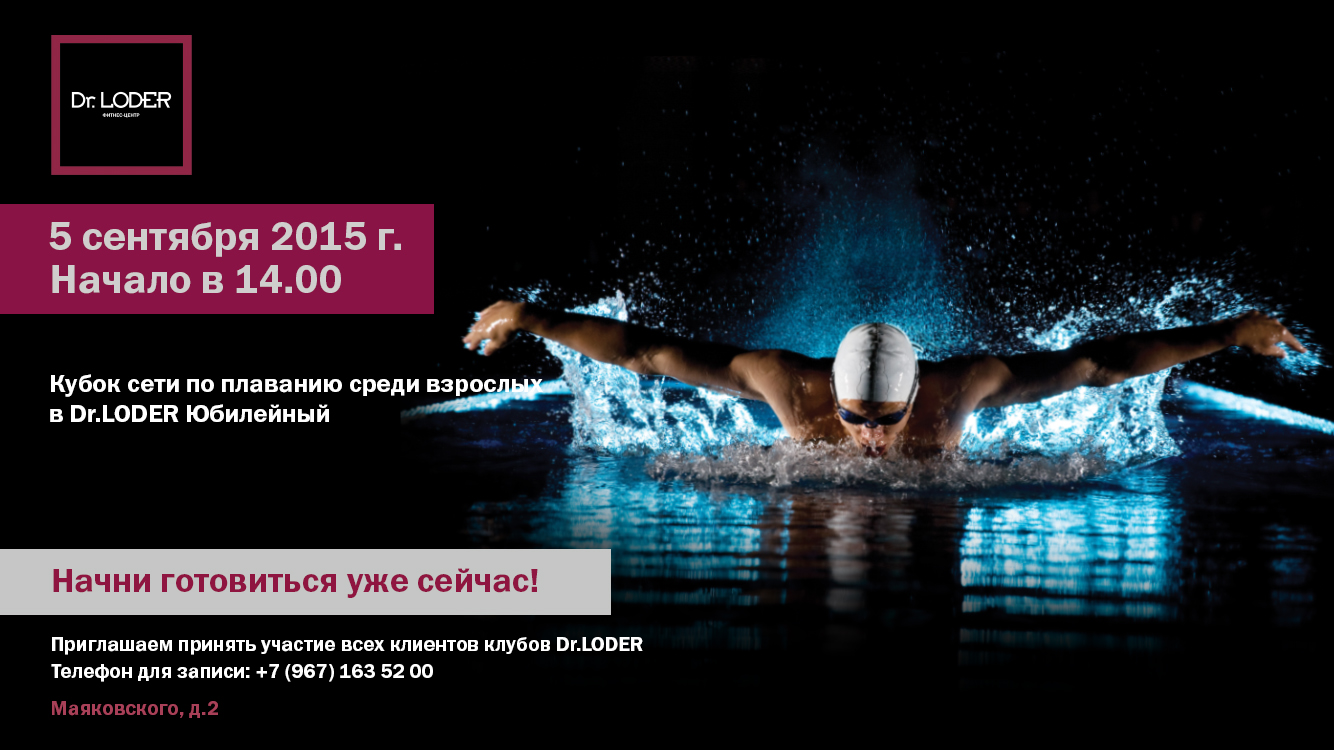 Dr. LODER
ФИТНЕС-ЦЕНТР
5 сентября 2015 г.
Начало в 14.00
Кубок сети по плаванию среди взрослых
в Dr.LODER Юбилейный
Начни готовиться уже сейчас!
Приглашаем принять участие всех клиентов клубов Dr.LODER
Телефон для записи: +7 (967) 163 52 00
Маяковского, д.2